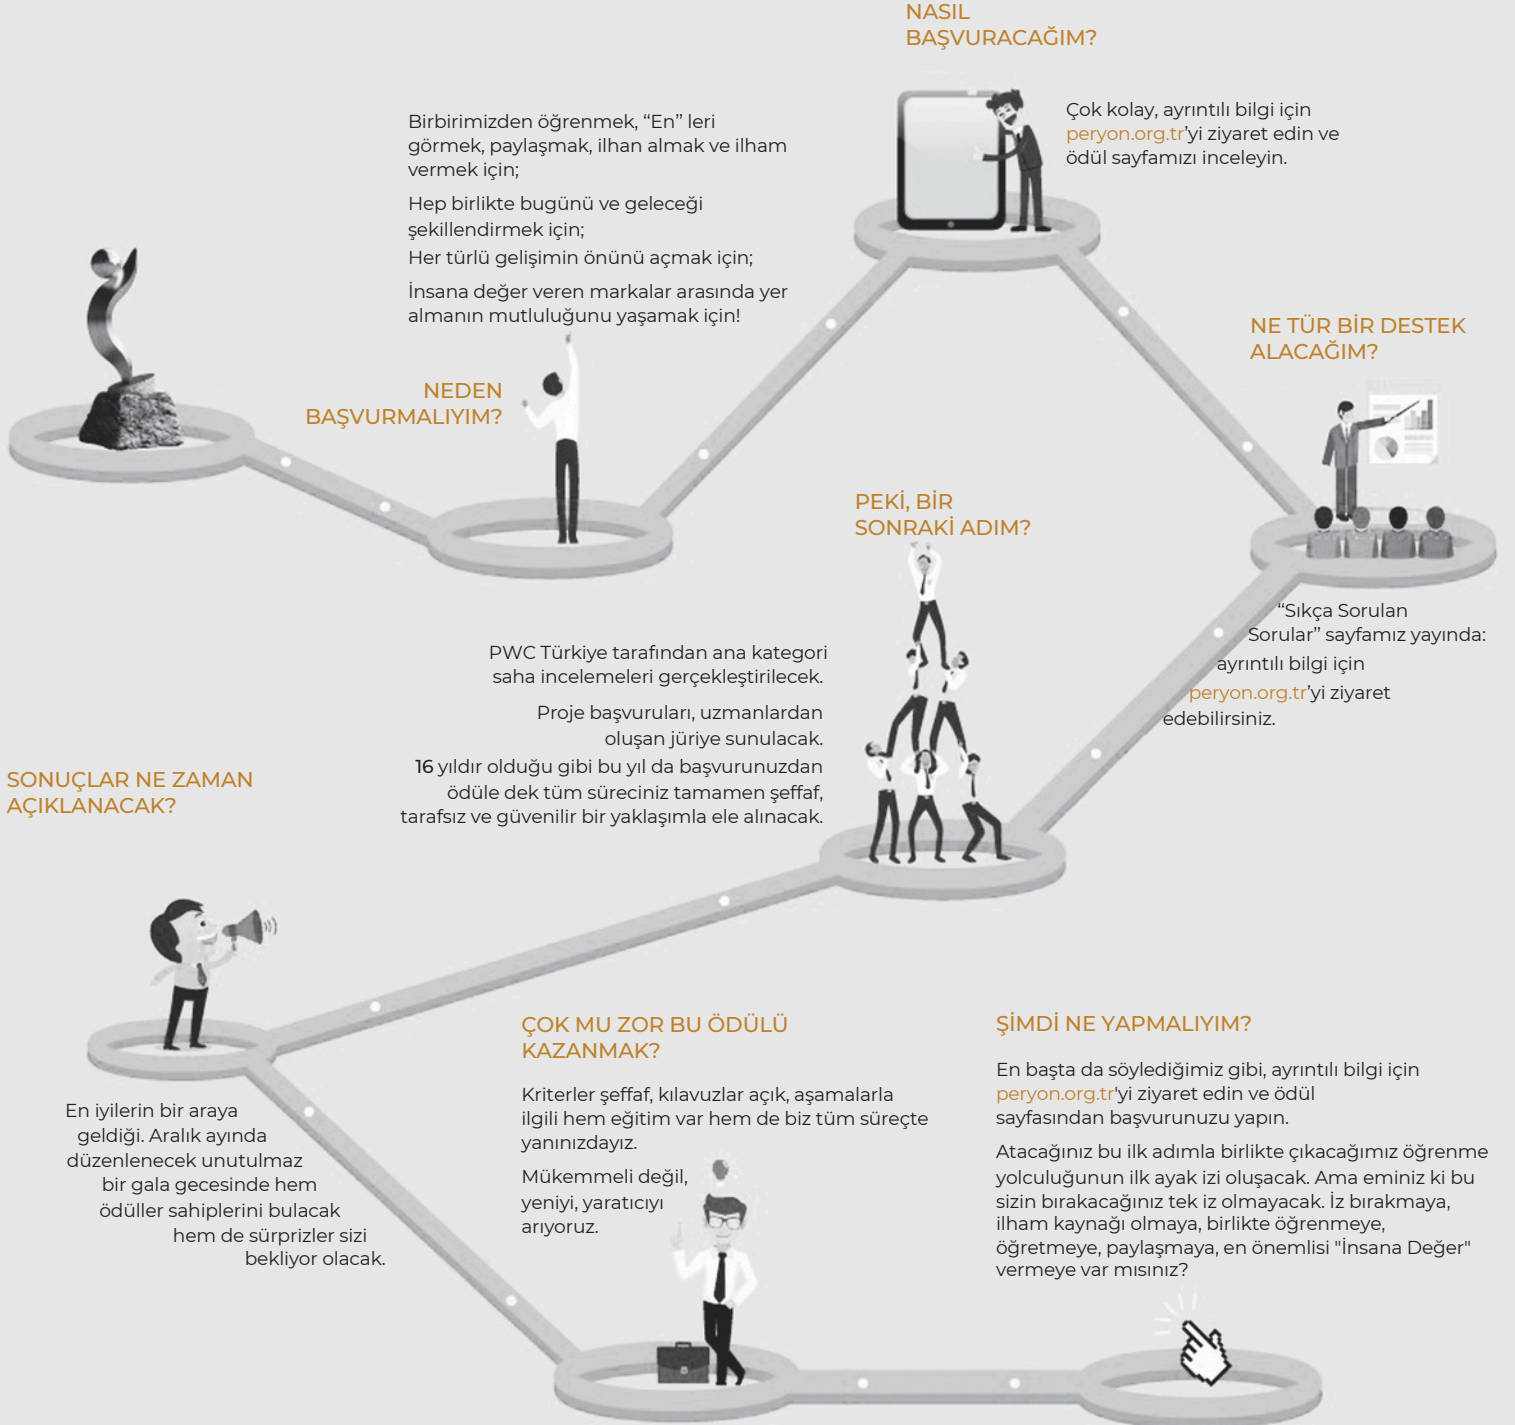 NEDEN
BAŞVURMALIYIM?
Birbirimizden öğrenmek, “En” leri
görmek, paylaşmak, ilhan almak ve ilham
vermek için;
Hep birlikte bugünü ve geleceği
şekillendirmek için;
Her türlü gelişimin önünü açmak için;
İnsana değer veren markalar arasında yer
almanın mutluluğunu yaşamak için!
NASIL
BAŞVURACAĞIM?
Çok kolay, ayrıntılı bilgi için
peryon.org.tr’yi ziyaret edin ve
ödül sayfamızı inceleyin.
NE TÜR BİR DESTEK
ALACAĞIM?
“Sıkça Sorulan
Sorular” sayfamız yayında:
ayrıntılı bilgi için
peryon.org.tr’yi ziyaret
edebilirsiniz.
PEKİ, BİR
SONRAKİ ADIM?
PWC Türkiye tarafından ana kategori
saha incelemeleri gerçekleştirilecek.
Proje başvuruları, uzmanlardan
oluşan jüriye sunulacak.
16 yıldır olduğu gibi bu yıl da başvurunuzdan
ödüle dek tüm süreciniz tamamen şeffaf,
tarafsız ve güvenilir bir yaklaşımla ele alınacak.
SONUÇLAR NE ZAMAN
AÇIKLANACAK?
En iyilerin bir araya
geldiği. Aralık ayında
düzenlenecek unutulmaz
bir gala gecesinde hem
ödüller sahiplerini bulacak
hem de sürprizler sizi
bekliyor olacak.
ÇOK MU ZOR BU ÖDÜLÜ
KAZANMAK?
Kriterler şeffaf, kılavuzlar açık, aşamalarla
ilgili hem eğitim var hem de biz tüm süreçte
yanınızdayız.
Mükemmeli değil,
yeniyi, yaratıcıyı
arıyoruz.
ŞİMDİ NE YAPMALIYIM?
En başta da söylediğimiz gibi, ayrıntılı bilgi için
peryon.org.tr'yi ziyaret edin ve ödül
sayfasından başvurunuzu yapın.
Atacağınız bu ilk adımla birlikte çıkacağımız öğrenme
yolculuğunun ilk ayak izi oluşacak. Ama eminiz ki bu
sizin bırakacağınız tek iz olmayacak. İz bırakmaya,
ilham kaynağı olmaya, birlikte öğrenmeye,
öğretmeye, paylaşmaya, en önemlisi "İnsana Değer"
vermeye var mısınız?